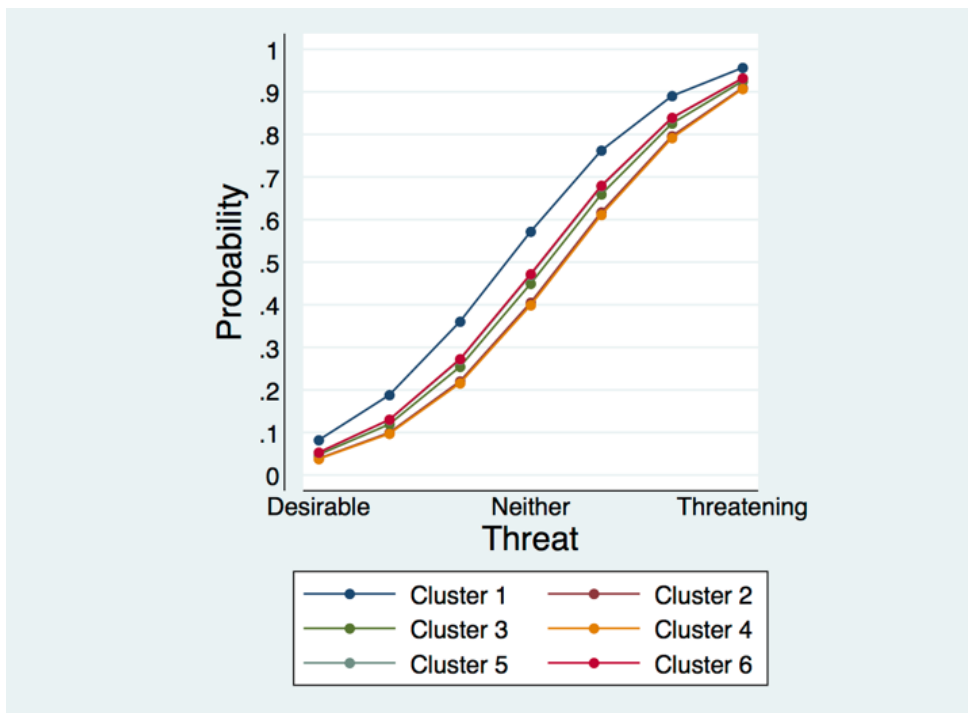 1
.9
.8
.7
.6
.5
.4
.3
.2
.1
0
Probability
Desirable Neither Threatening
Threat
Cluster 1 Cluster 2
Cluster 3 Cluster 4
Cluster 5 Cluster 6